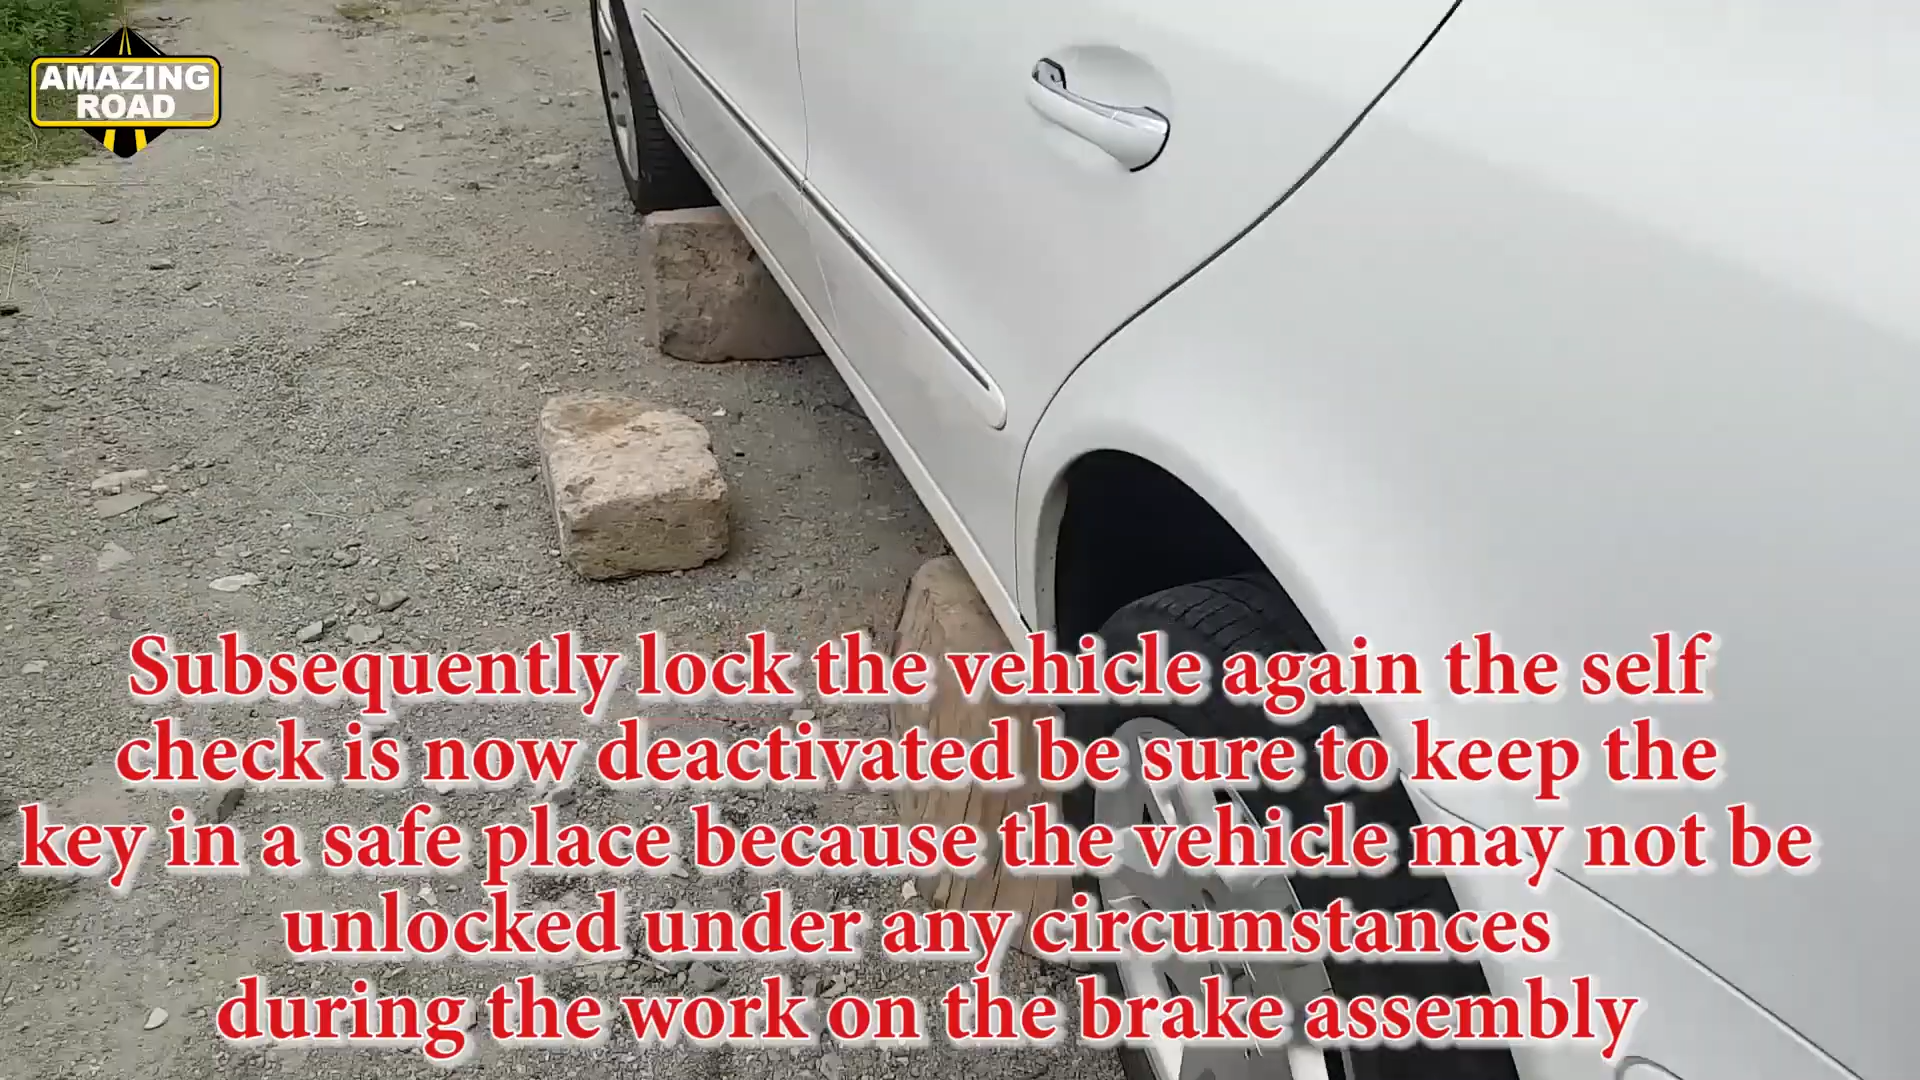 AMAZING
ROAD
Subsequently lock the vehicle again the self
check is now deactivated be sure to keep the
key in a safe place because the vehicle may not be
unlocked under any circumstances
during the work on the brake assembly